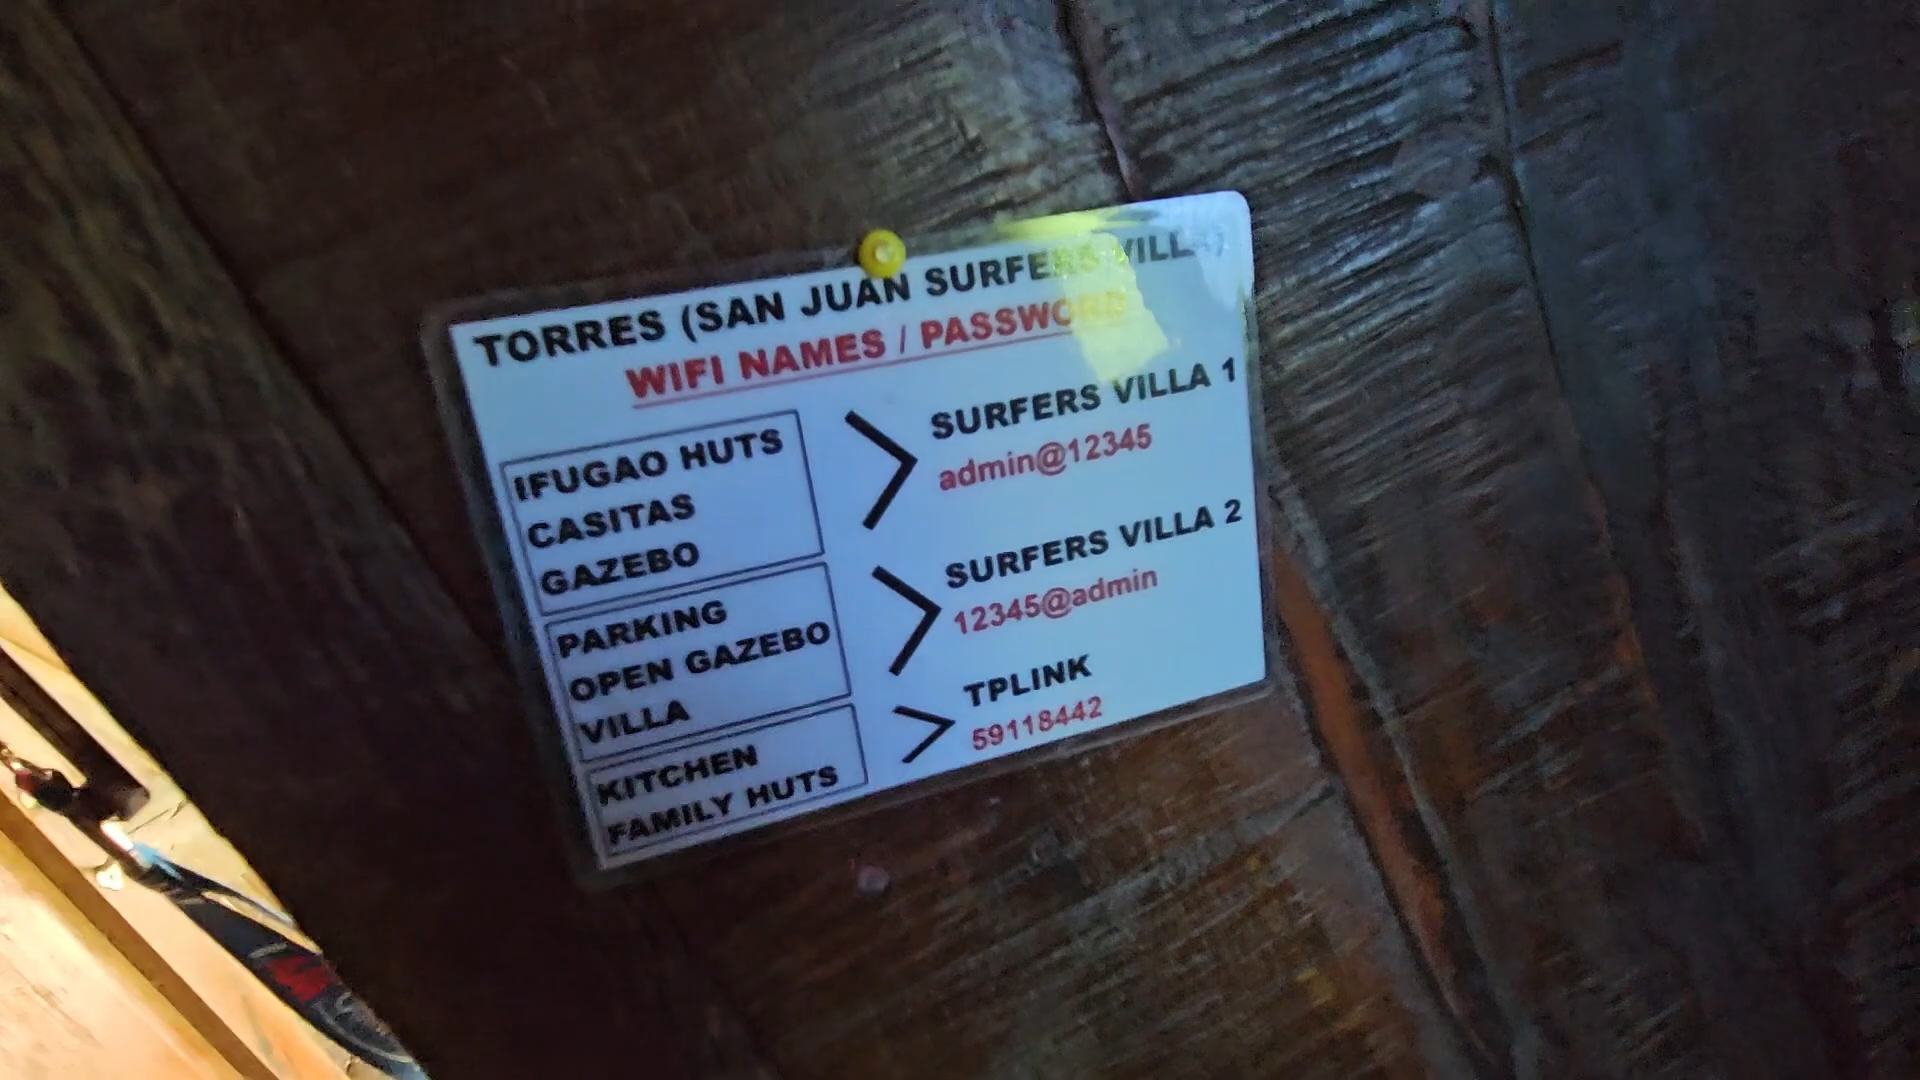 TORRES (SAN JUAN SURFERS VILLA)
WIFI NAMES / PASSWORD
IFUGAO HUTS
CASITAS
GAZEBO
SURFERS VILLA 1
admin@12345
PARKING
OPEN GAZEBO
VILLA
SURFERS VILLA 2
12345@admin
KITCHEN
FAMILY HUTS
TPLINK
59118442